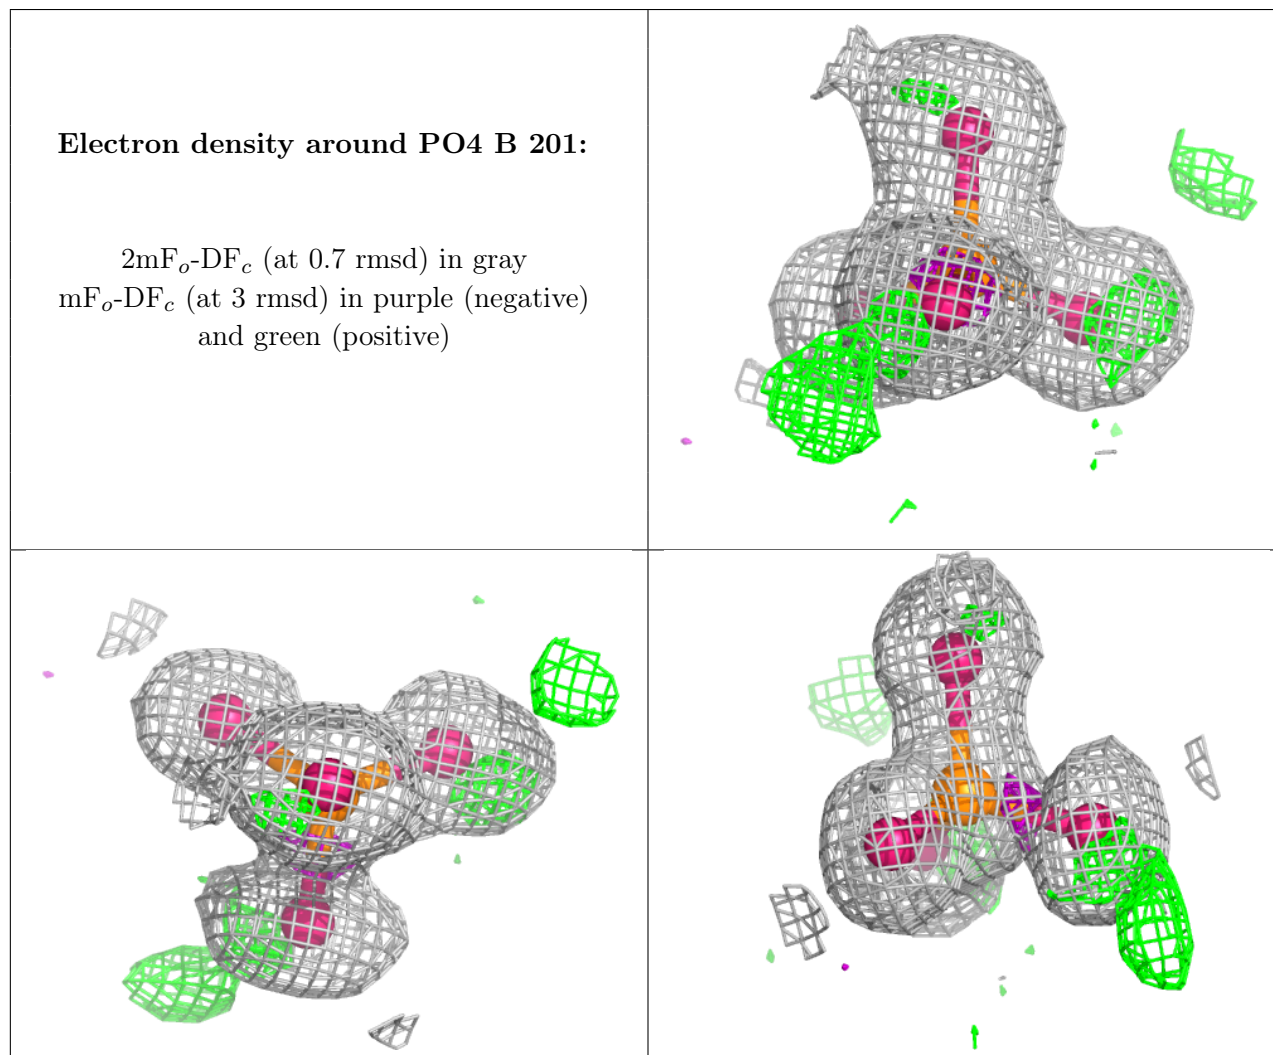 Electron density around PO4 B 201:
2mFₒ-DF𝒸 (at 0.7 rmsd) in gray
mFₒ-DF𝒸 (at 3 rmsd) in purple (negative)
and green (positive)